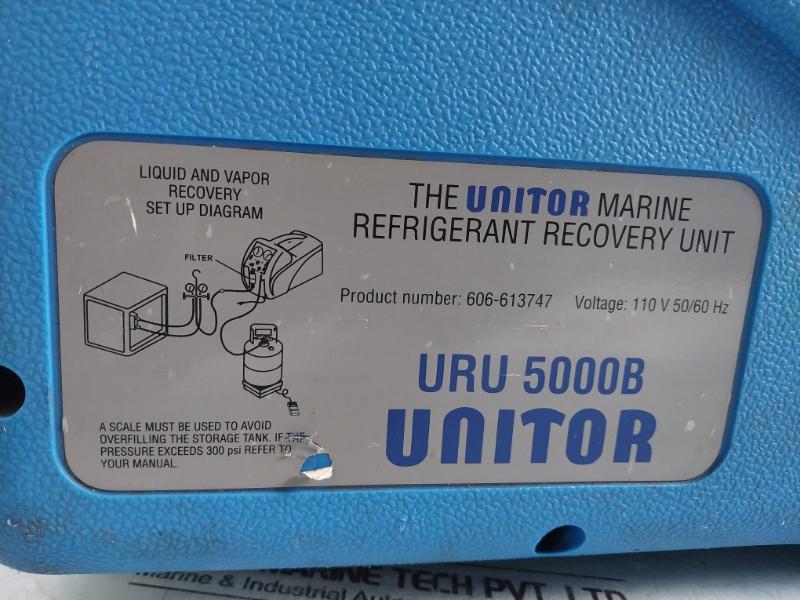 LIQUID AND VAPOR
RECOVERY
SET UP DIAGRAM
FILTER
A SCALE MUST BE USED TO AVOID
OVERFILLING THE STORAGE TANK. IF THE
PRESSURE EXCEEDS 300 psi REFER TO
YOUR MANUAL.
THE UNITOR MARINE
REFRIGERANT RECOVERY UNIT
Product number: 606-613747 Voltage: 110 V 50/60 Hz
URU 5000B
UNITOR
MARINE TECH PVT. LTD
Marine & Industrial